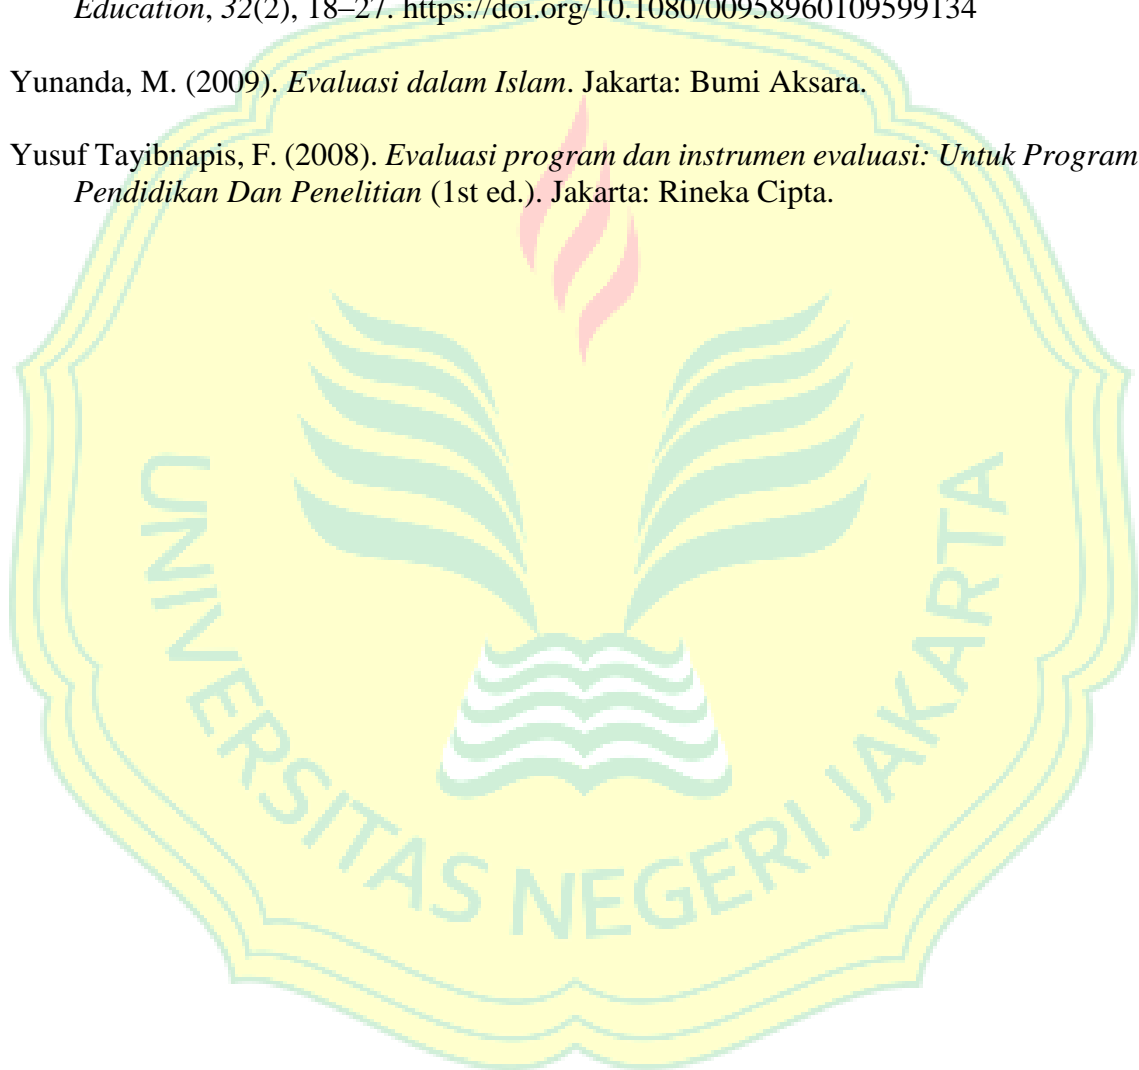 Education, 32(2), 18–27. https://doi.org/10.1080/00958960109599134
Yunanda, M. (2009). Evaluasi dalam Islam. Jakarta: Bumi Aksara.
Yusuf Tayibnapis, F. (2008). Evaluasi program dan instrumen evaluasi: Untuk Program
Pendidikan Dan Penelitian (1st ed.). Jakarta: Rineka Cipta.
UNIVERSITAS NEGERI JAKARTA